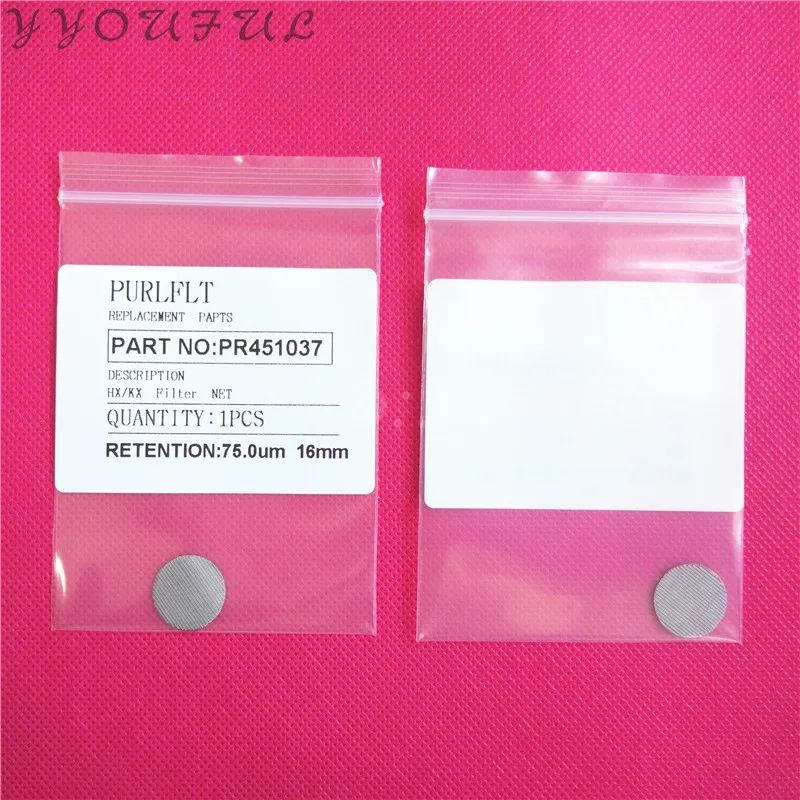 YYOUFUL
PURLFLT
REPLACEMENT PAPTS
PART NO:PR451037
DESCRIPTION
HX/KX Filter NET
QUANTITY:1PCS
RETENTION:75.0um 16mm